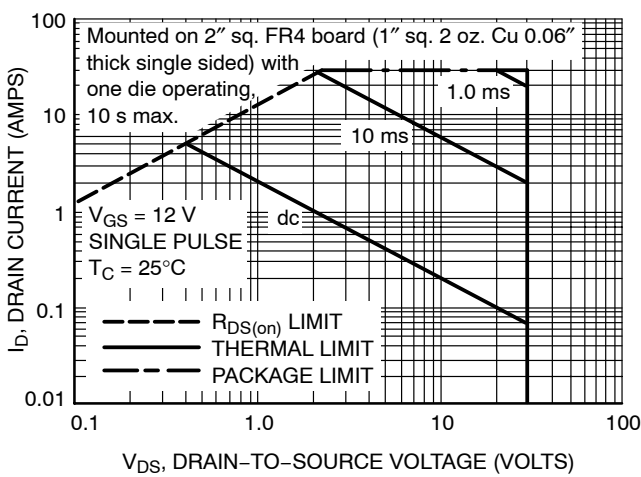 100
10
1
0.1
0.01
I_D, DRAIN CURRENT (AMPS)
Mounted on 2″ sq. FR4 board (1″ sq. 2 oz. Cu 0.06″
thick single sided) with
one die operating,
10 s max.
1.0 ms
10 ms
dc
V_GS = 12 V
SINGLE PULSE
T_C = 25°C
R_DS(on) LIMIT
THERMAL LIMIT
PACKAGE LIMIT
0.1
1.0
10
100
V_DS, DRAIN−TO−SOURCE VOLTAGE (VOLTS)